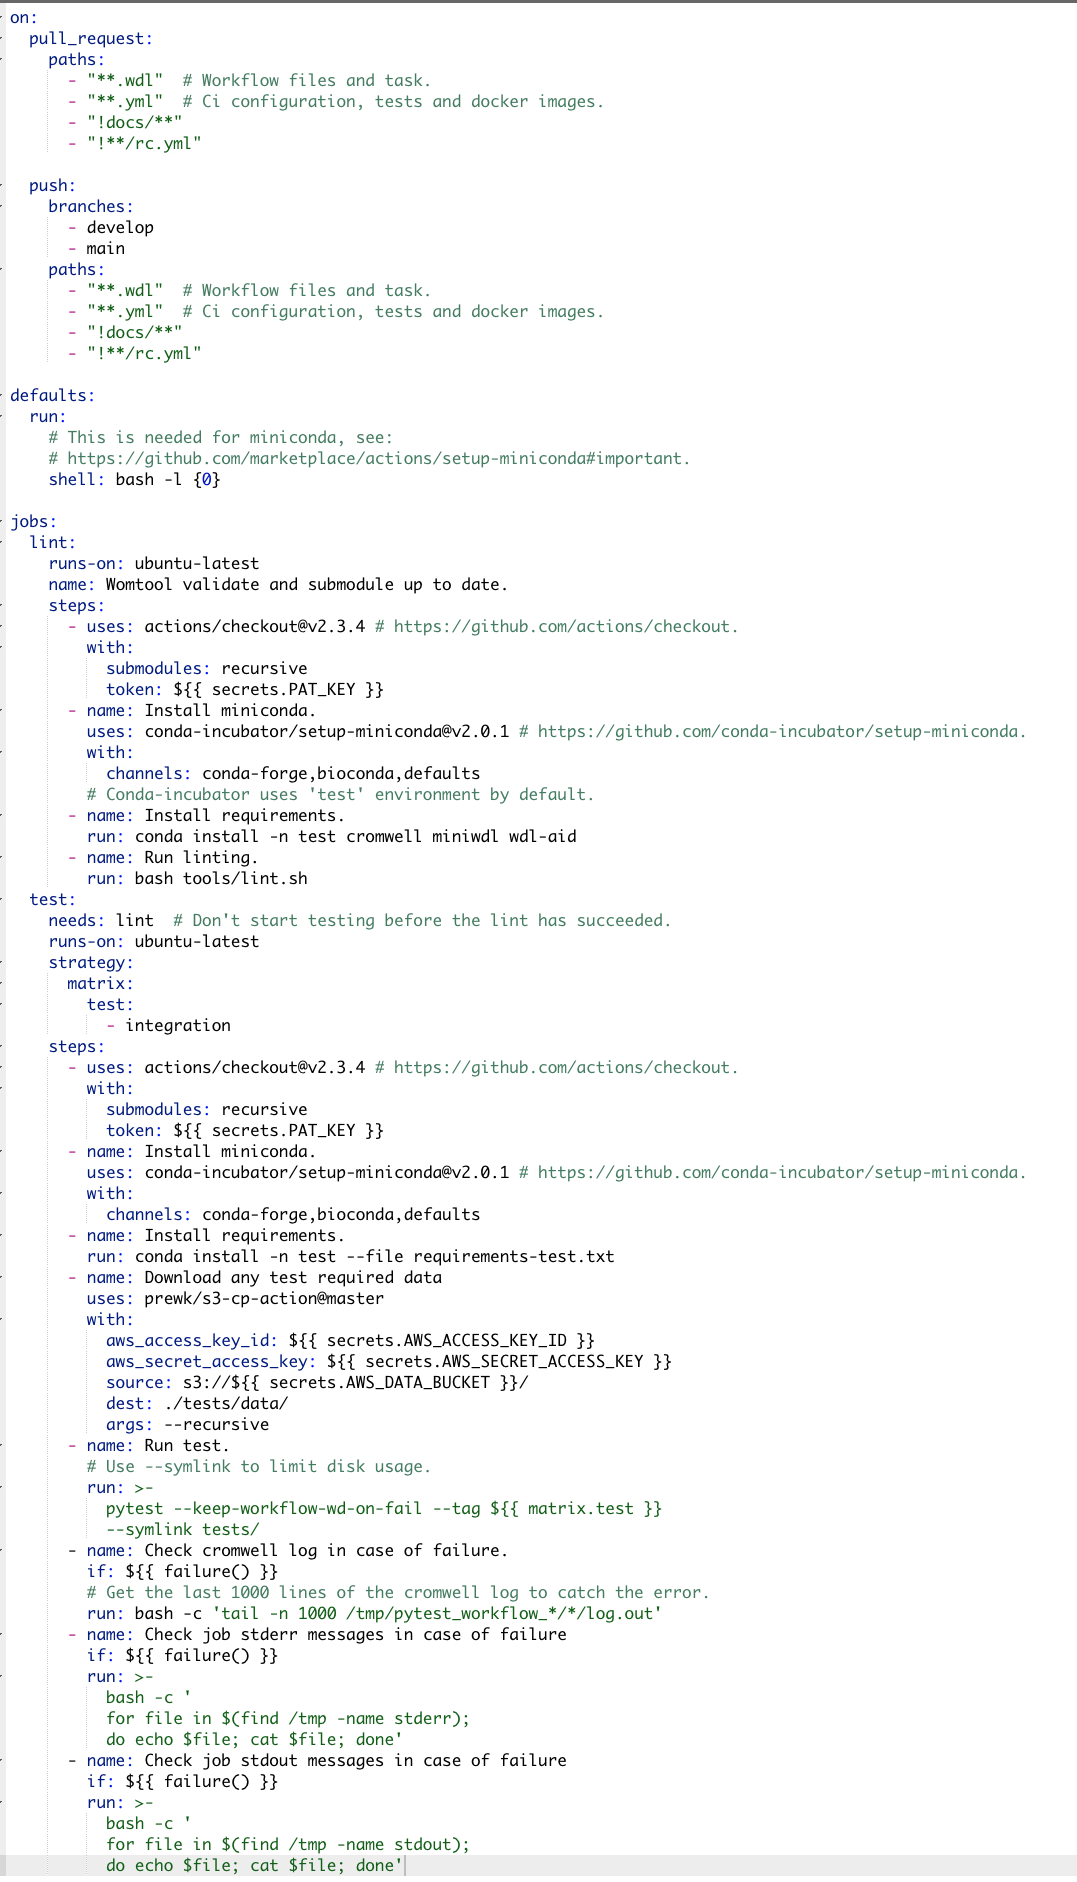 on:
  pull_request:
    paths:
      - "**.wdl"  # Workflow files and task.
      - "**.yml"  # Ci configuration, tests and docker images.
      - "!docs/**"
      - "!**/rc.yml"

  push:
    branches:
      - develop
      - main
    paths:
      - "**.wdl"  # Workflow files and task.
      - "**.yml"  # Ci configuration, tests and docker images.
      - "!docs/**"
      - "!**/rc.yml"

defaults:
  run:
    # This is needed for miniconda, see:
    # https://github.com/marketplace/actions/setup-miniconda#important.
    shell: bash -l {0}

jobs:
  lint:
    runs-on: ubuntu-latest
    name: Womtool validate and submodule up to date.
    steps:
      - uses: actions/checkout@v2.3.4 # https://github.com/actions/checkout.
        with:
          submodules: recursive
          token: ${{ secrets.PAT_KEY }}
      - name: Install miniconda.
        uses: conda-incubator/setup-miniconda@v2.0.1 # https://github.com/conda-incubator/setup-miniconda.
        with:
          channels: conda-forge,bioconda,defaults
        # Conda-incubator uses 'test' environment by default.
      - name: Install requirements.
        run: conda install -n test cromwell miniwdl wdl-aid
      - name: Run linting.
        run: bash tools/lint.sh
  test:
    needs: lint  # Don't start testing before the lint has succeeded.
    runs-on: ubuntu-latest
    strategy:
      matrix:
        test:
          - integration
    steps:
      - uses: actions/checkout@v2.3.4 # https://github.com/actions/checkout.
        with:
          submodules: recursive
          token: ${{ secrets.PAT_KEY }}
      - name: Install miniconda.
        uses: conda-incubator/setup-miniconda@v2.0.1 # https://github.com/conda-incubator/setup-miniconda.
        with:
          channels: conda-forge,bioconda,defaults
      - name: Install requirements.
        run: conda install -n test --file requirements-test.txt
      - name: Download any test required data
        uses: prewk/s3-cp-action@master
        with:
          aws_access_key_id: ${{ secrets.AWS_ACCESS_KEY_ID }}
          aws_secret_access_key: ${{ secrets.AWS_SECRET_ACCESS_KEY }}
          source: s3://${{ secrets.AWS_DATA_BUCKET }}/
          dest: ./tests/data/
          args: --recursive
      - name: Run test.
        # Use --symlink to limit disk usage.
        run: >-
          pytest --keep-workflow-wd-on-fail --tag ${{ matrix.test }}
          --symlink tests/
      - name: Check cromwell log in case of failure.
        if: ${{ failure() }}
        # Get the last 1000 lines of the cromwell log to catch the error.
        run: bash -c 'tail -n 1000 /tmp/pytest_workflow_*/*/log.out'
      - name: Check job stderr messages in case of failure
        if: ${{ failure() }}
        run: >-
          bash -c '
          for file in $(find /tmp -name stderr);
          do echo $file; cat $file; done'
      - name: Check job stdout messages in case of failure
        if: ${{ failure() }}
        run: >-
          bash -c '
          for file in $(find /tmp -name stdout);
          do echo $file; cat $file; done'